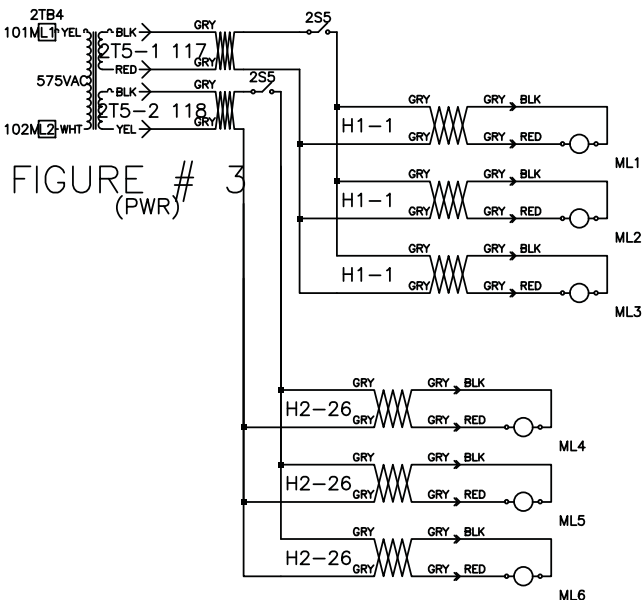 2TB4
101 ML1 YEL
BLK
GRY
2S5
2T5-1 117
RED
GRY
575VAC
BLK
GRY
2S5
2T5-2 118
102 ML2 WHT
YEL
GRY
FIGURE # 3
(PWR)
GRY GRY BLK
H1-1
GRY GRY RED
ML1
GRY GRY BLK
H1-1
GRY GRY RED
ML2
GRY GRY BLK
H1-1
GRY GRY RED
ML3
GRY GRY BLK
H2-26
GRY GRY RED
ML4
GRY GRY BLK
H2-26
GRY GRY RED
ML5
GRY GRY BLK
H2-26
GRY GRY RED
ML6